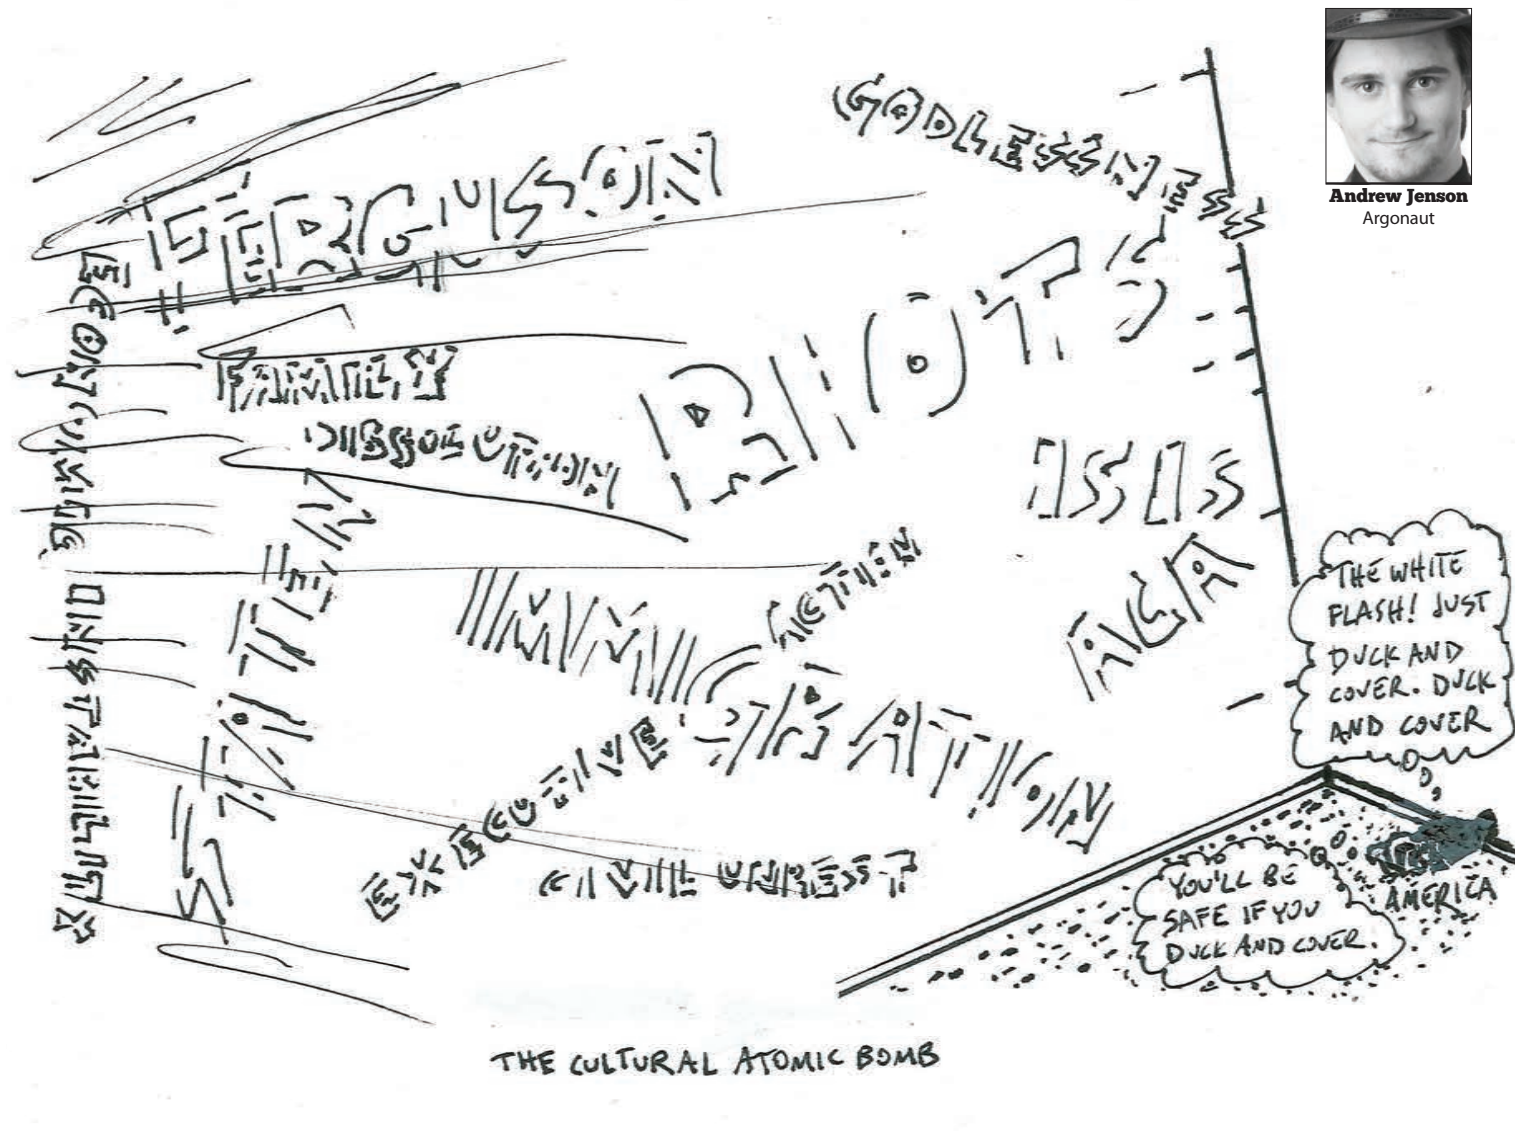 Andrew Jenson
Argonaut
GODLESSNESS
FERGUSON
RIOTS
ECONOMIC INSTABILITY
FAMILY
DISSOLUTION
ISIS
ACA
IMMIGRATION
EXECUTIVE ACTION
CIVIL UNREST
THE WHITE
FLASH! JUST
DUCK AND
COVER. DUCK
AND COVER
YOU'LL BE
SAFE IF YOU
DUCK AND COVER.
AMERICA
THE CULTURAL ATOMIC BOMB